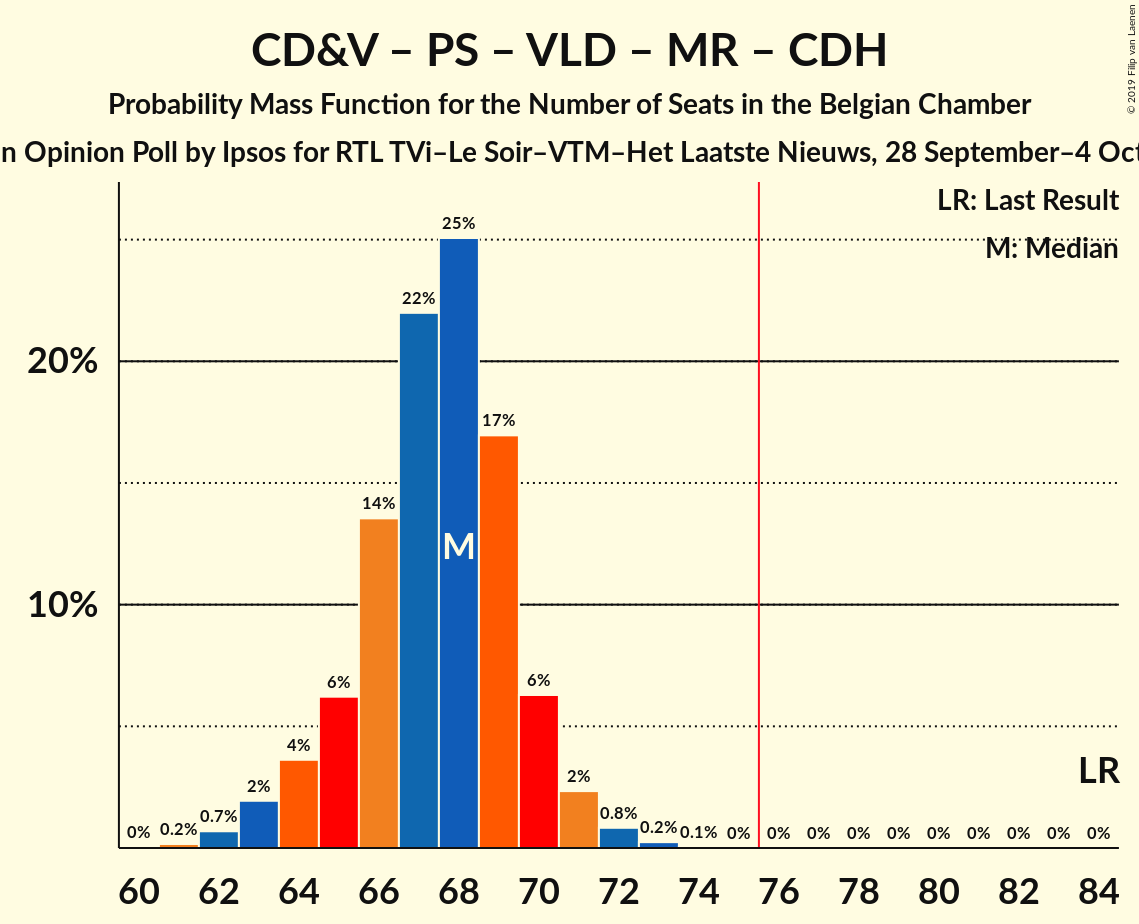 CD&V – PS – VLD – MR – CDH
Probability Mass Function for the Number of Seats in the Belgian Chamber
n Opinion Poll by Ipsos for RTL TVi–Le Soir–VTM–Het Laatste Nieuws, 28 September–4 Oct
© 2019 Filip van Laenen
LR: Last Result
M: Median
25%
22%
20%
17%
14%
M
10%
6%
6%
4%
LR
2%
2%
0.7%
0.8%
0% 0.2% 0.2% 0.1% 0% 0% 0% 0% 0% 0% 0% 0% 0% 0%
60 62 64 66 68 70 72 74 76 78 80 82 84